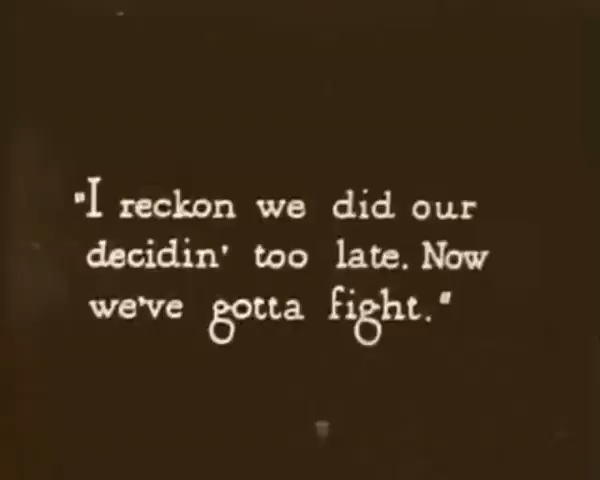 "I reckon we did our
decidin' too late. Now
we've gotta fight."